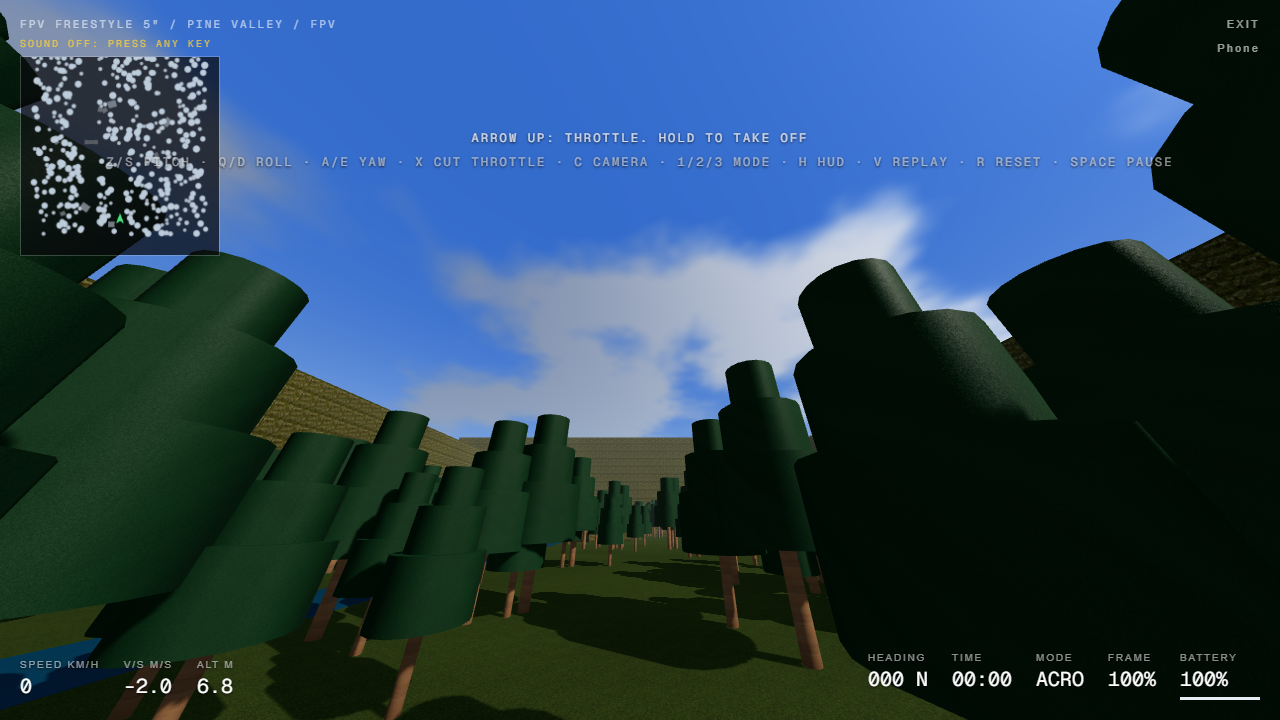 FPV FREESTYLE 5" / PINE VALLEY / FPV
EXIT
SOUND OFF: PRESS ANY KEY
Phone
ARROW UP: THROTTLE. HOLD TO TAKE OFF
Z/S PITCH · Q/D ROLL · A/E YAW · X CUT THROTTLE · C CAMERA · 1/2/3 MODE · H HUD · V REPLAY · R RESET · SPACE PAUSE
SPEED KM/H V/S M/S ALT M
0 -2.0 6.8
HEADING TIME MODE FRAME BATTERY
000 N 00:00 ACRO 100% 100%